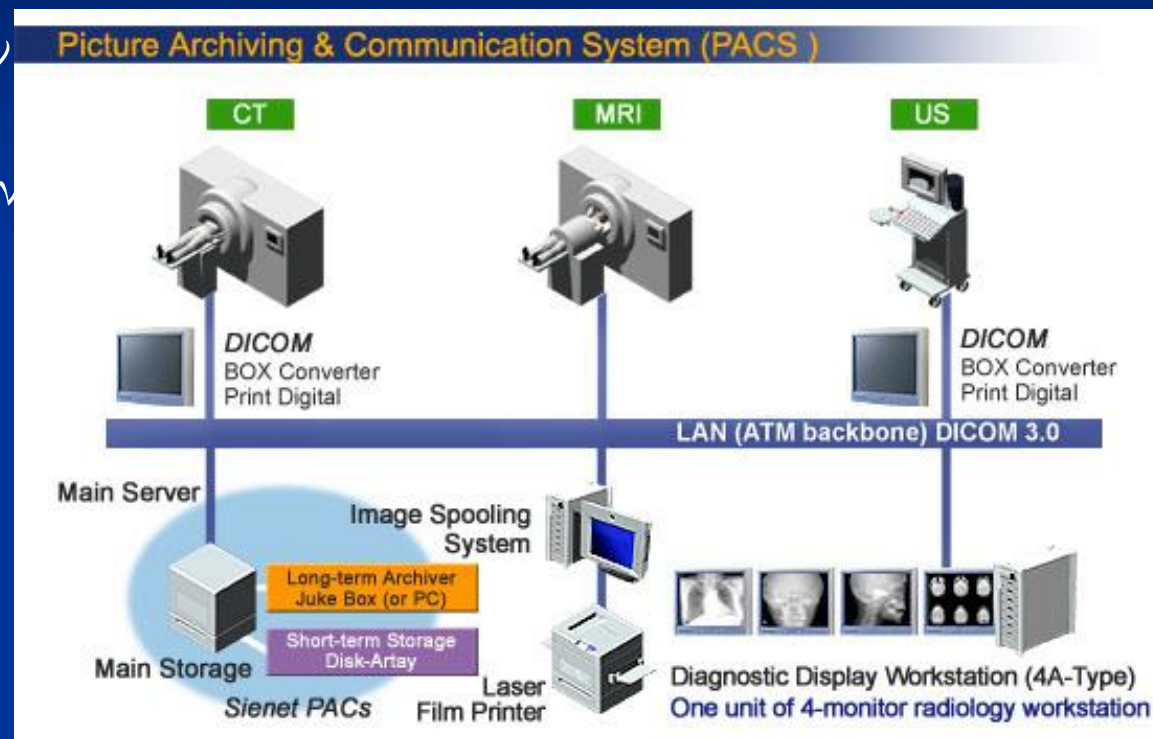 Picture Archiving & Communication System (PACS )
CT
MRI
US
DICOM
BOX Converter
Print Digital
DICOM
BOX Converter
Print Digital
LAN (ATM backbone) DICOM 3.0
Main Server
Image Spooling
System
Long-term Archiver
Juke Box (or PC)
Short-term Storage
Disk-Artay
Main Storage
Sienet PACs
Laser
Film Printer
Diagnostic Display Workstation (4A-Type)
One unit of 4-monitor radiology workstation